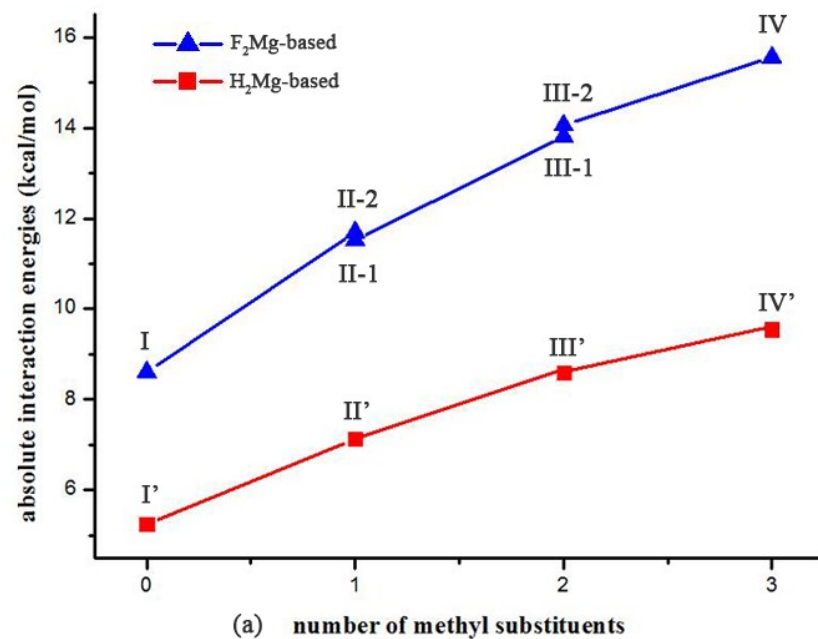 16
14
12
10
8
6
absolute interaction energies (kcal/mol)
F₂Mg-based
H₂Mg-based
I
II-2
II-1
III-2
III-1
IV
I’
II’
III’
IV’
0
1
2
3
(a) number of methyl substituents